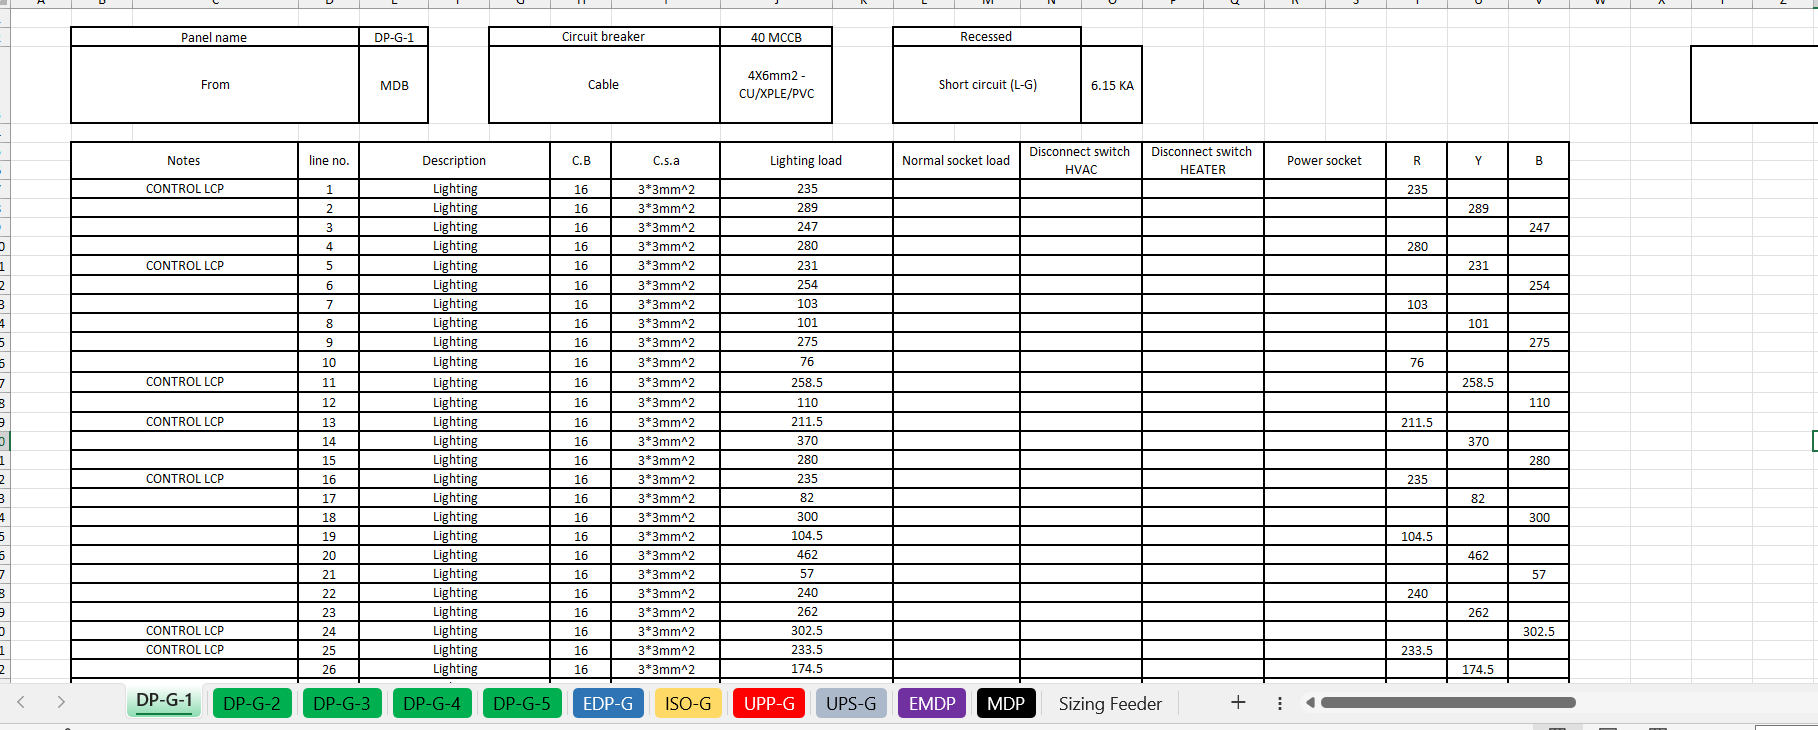 Panel name DP-G-1 Circuit breaker 40 MCCB Recessed
From MDB Cable 4X6mm2 - CU/XPLE/PVC Short circuit (L-G) 6.15 KA
Notes line no. Description C.B C.s.a Lighting load Normal socket load Disconnect switch HVAC Disconnect switch HEATER Power socket R Y B
CONTROL LCP 1 Lighting 16 3*3mm^2 235 235
2 Lighting 16 3*3mm^2 289 289
3 Lighting 16 3*3mm^2 247 247
4 Lighting 16 3*3mm^2 280 280
CONTROL LCP 5 Lighting 16 3*3mm^2 231 231
6 Lighting 16 3*3mm^2 254 254
7 Lighting 16 3*3mm^2 103 103
8 Lighting 16 3*3mm^2 101 101
9 Lighting 16 3*3mm^2 275 275
10 Lighting 16 3*3mm^2 76 76
CONTROL LCP 11 Lighting 16 3*3mm^2 258.5 258.5
12 Lighting 16 3*3mm^2 110 110
CONTROL LCP 13 Lighting 16 3*3mm^2 211.5 211.5
14 Lighting 16 3*3mm^2 370 370
15 Lighting 16 3*3mm^2 280 280
CONTROL LCP 16 Lighting 16 3*3mm^2 235 235
17 Lighting 16 3*3mm^2 82 82
18 Lighting 16 3*3mm^2 300 300
19 Lighting 16 3*3mm^2 104.5 104.5
20 Lighting 16 3*3mm^2 462 462
21 Lighting 16 3*3mm^2 57 57
22 Lighting 16 3*3mm^2 240 240
23 Lighting 16 3*3mm^2 262 262
CONTROL LCP 24 Lighting 16 3*3mm^2 302.5 302.5
CONTROL LCP 25 Lighting 16 3*3mm^2 233.5 233.5
26 Lighting 16 3*3mm^2 174.5 174.5
DP-G-1 DP-G-2 DP-G-3 DP-G-4 DP-G-5 EDP-G ISO-G UPP-G UPS-G EMDP MDP Sizing Feeder